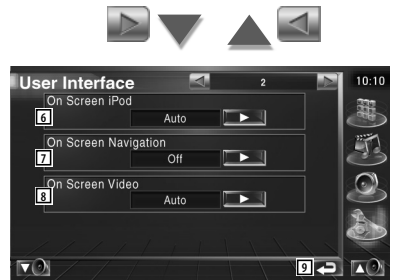 User Interface
2
10:10
On Screen iPod
6
Auto
On Screen Navigation
7
Off
On Screen Video
8
Auto
9